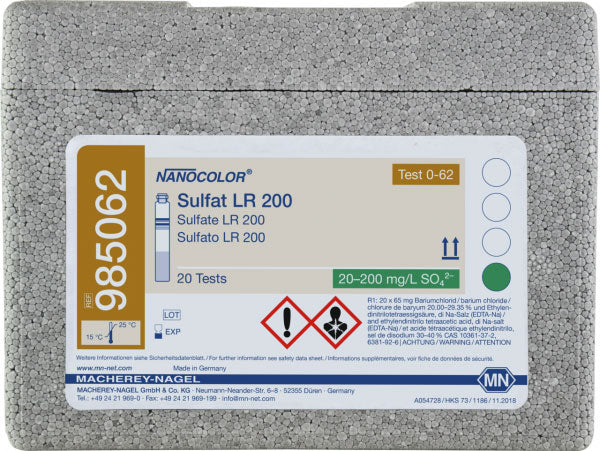 NANOCOLOR®
Test 0-62
Sulfat LR 200
Sulfate LR 200
Sulfato LR 200
20 Tests
20–200 mg/L SO₄²⁻
REF
985062
15 °C
25 °C
LOT
EXP
R1: 20 x 65 mg Bariumchlorid / barium chloride /
chlorure de baryum 20,00–29,35 % und Ethylen-
dinitrilotetraessigsäure, di Na-Salz (EDTA-Na) /
and ethylendinitrilo tetraacetic acid, di Na-salt
(EDTA-Na) / et acide tétracétique ethylendinitrilo,
sel de disodium 30–40 % CAS 10361-37-2,
6381-92-6 | ACHTUNG / WARNING / ATTENTION
Weitere Informationen siehe Sicherheitsdatenblatt. / For further information see safety data sheet. / Informations supplémentaires, voir fiche de données de sécurité.
www.mn-net.com
Made in Germany
MACHEREY-NAGEL
MN
MACHEREY-NAGEL GmbH & Co. KG · Neumann-Neander-Str. 6–8 · 52355 Düren · Germany
Tel.: +49 24 21 969-0 · Fax: +49 24 21 969-199 · info@mn-net.com
A054728 / HKS 73 / 1186 / 11.2018